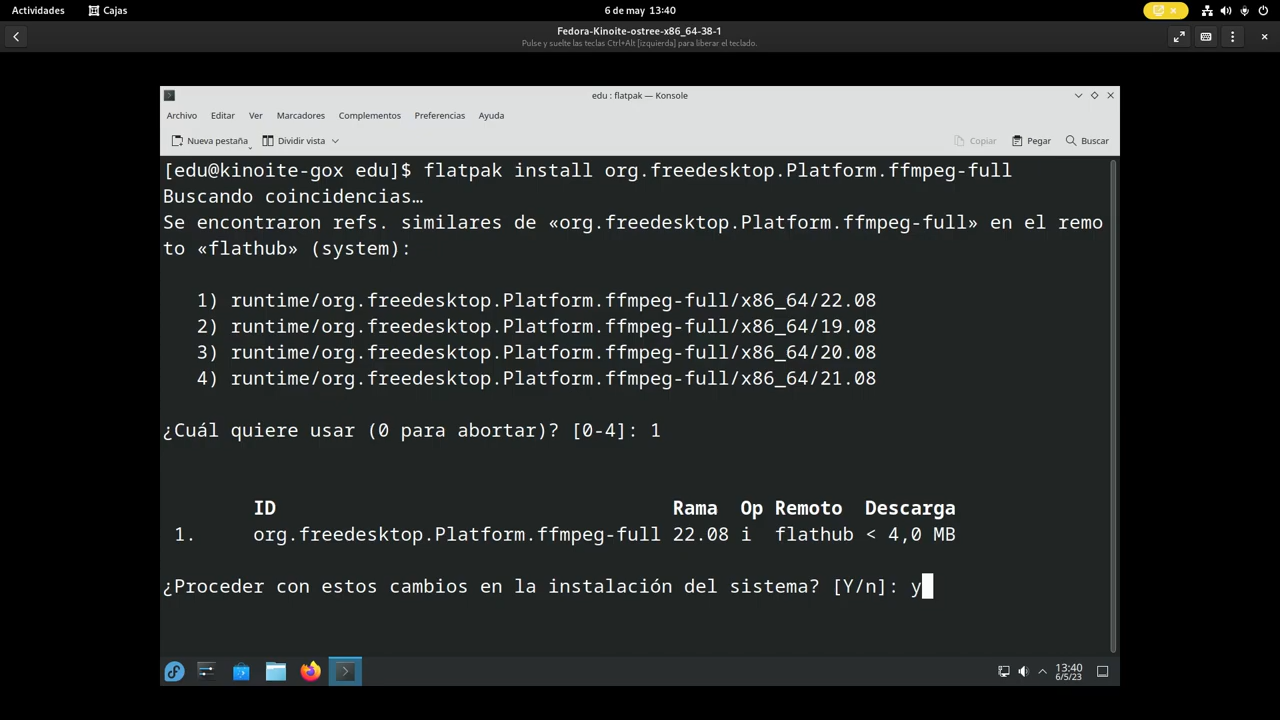 Actividades
Cajas
6 de may 13:40
Fedora-Kinoite-ostree-x86_64-38-1
Pulse y suelte las teclas Ctrl+Alt [izquierda] para liberar el teclado.
edu : flatpak — Konsole
Archivo Editar Ver Marcadores Complementos Preferencias Ayuda
Nueva pestaña Dividir vista Copiar Pegar Buscar
[edu@kinoite-gox edu]$ flatpak install org.freedesktop.Platform.ffmpeg-full
Buscando coincidencias…
Se encontraron refs. similares de «org.freedesktop.Platform.ffmpeg-full» en el remo
to «flathub» (system):
1) runtime/org.freedesktop.Platform.ffmpeg-full/x86_64/22.08
2) runtime/org.freedesktop.Platform.ffmpeg-full/x86_64/19.08
3) runtime/org.freedesktop.Platform.ffmpeg-full/x86_64/20.08
4) runtime/org.freedesktop.Platform.ffmpeg-full/x86_64/21.08
¿Cuál quiere usar (0 para abortar)? [0-4]: 1
ID Rama Op Remoto Descarga
1. org.freedesktop.Platform.ffmpeg-full 22.08 i flathub < 4,0 MB
¿Proceder con estos cambios en la instalación del sistema? [Y/n]: y
13:40
6/5/23